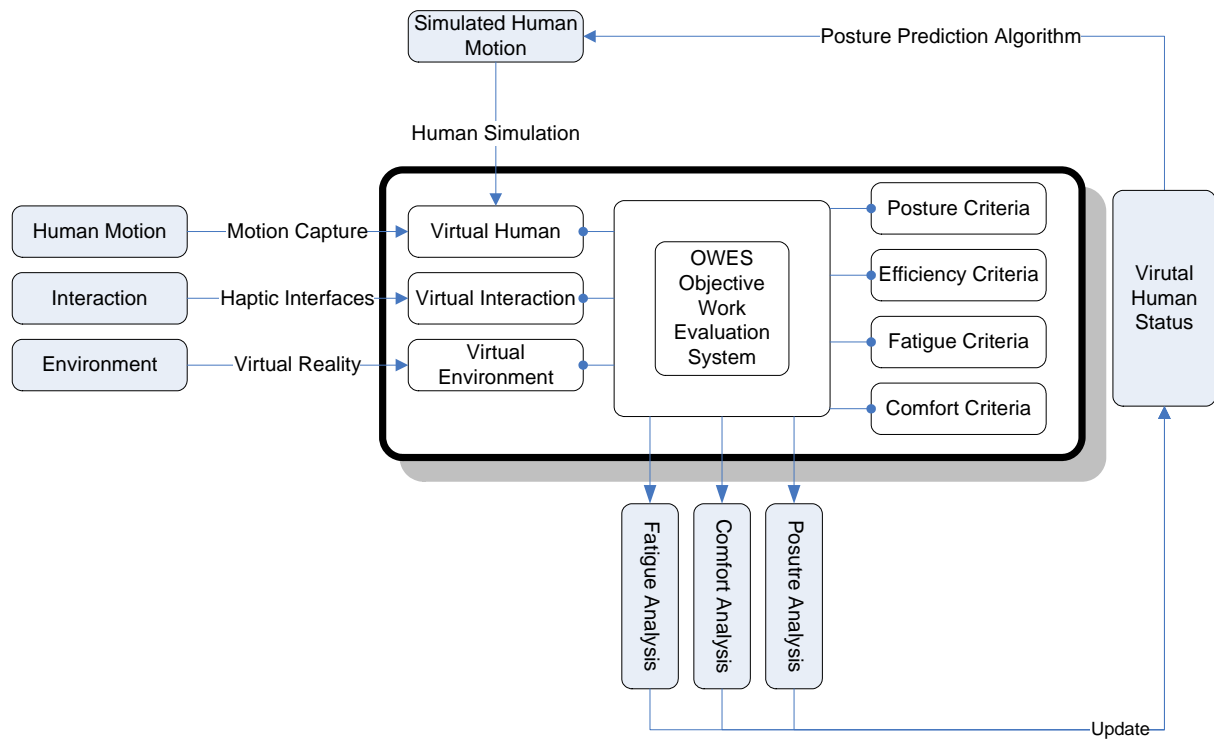 Simulated Human
Motion
Posture Prediction Algorithm
Human Simulation
Human Motion
Motion Capture
Virtual Human
Interaction
Haptic Interfaces
Virtual Interaction
Environment
Virtual Reality
Virtual
Environment
OWES
Objective
Work
Evaluation
System
Posture Criteria
Efficiency Criteria
Fatigue Criteria
Comfort Criteria
Virutal
Human
Status
Fatigue Analysis
Comfort Analysis
Posutre Analysis
Update